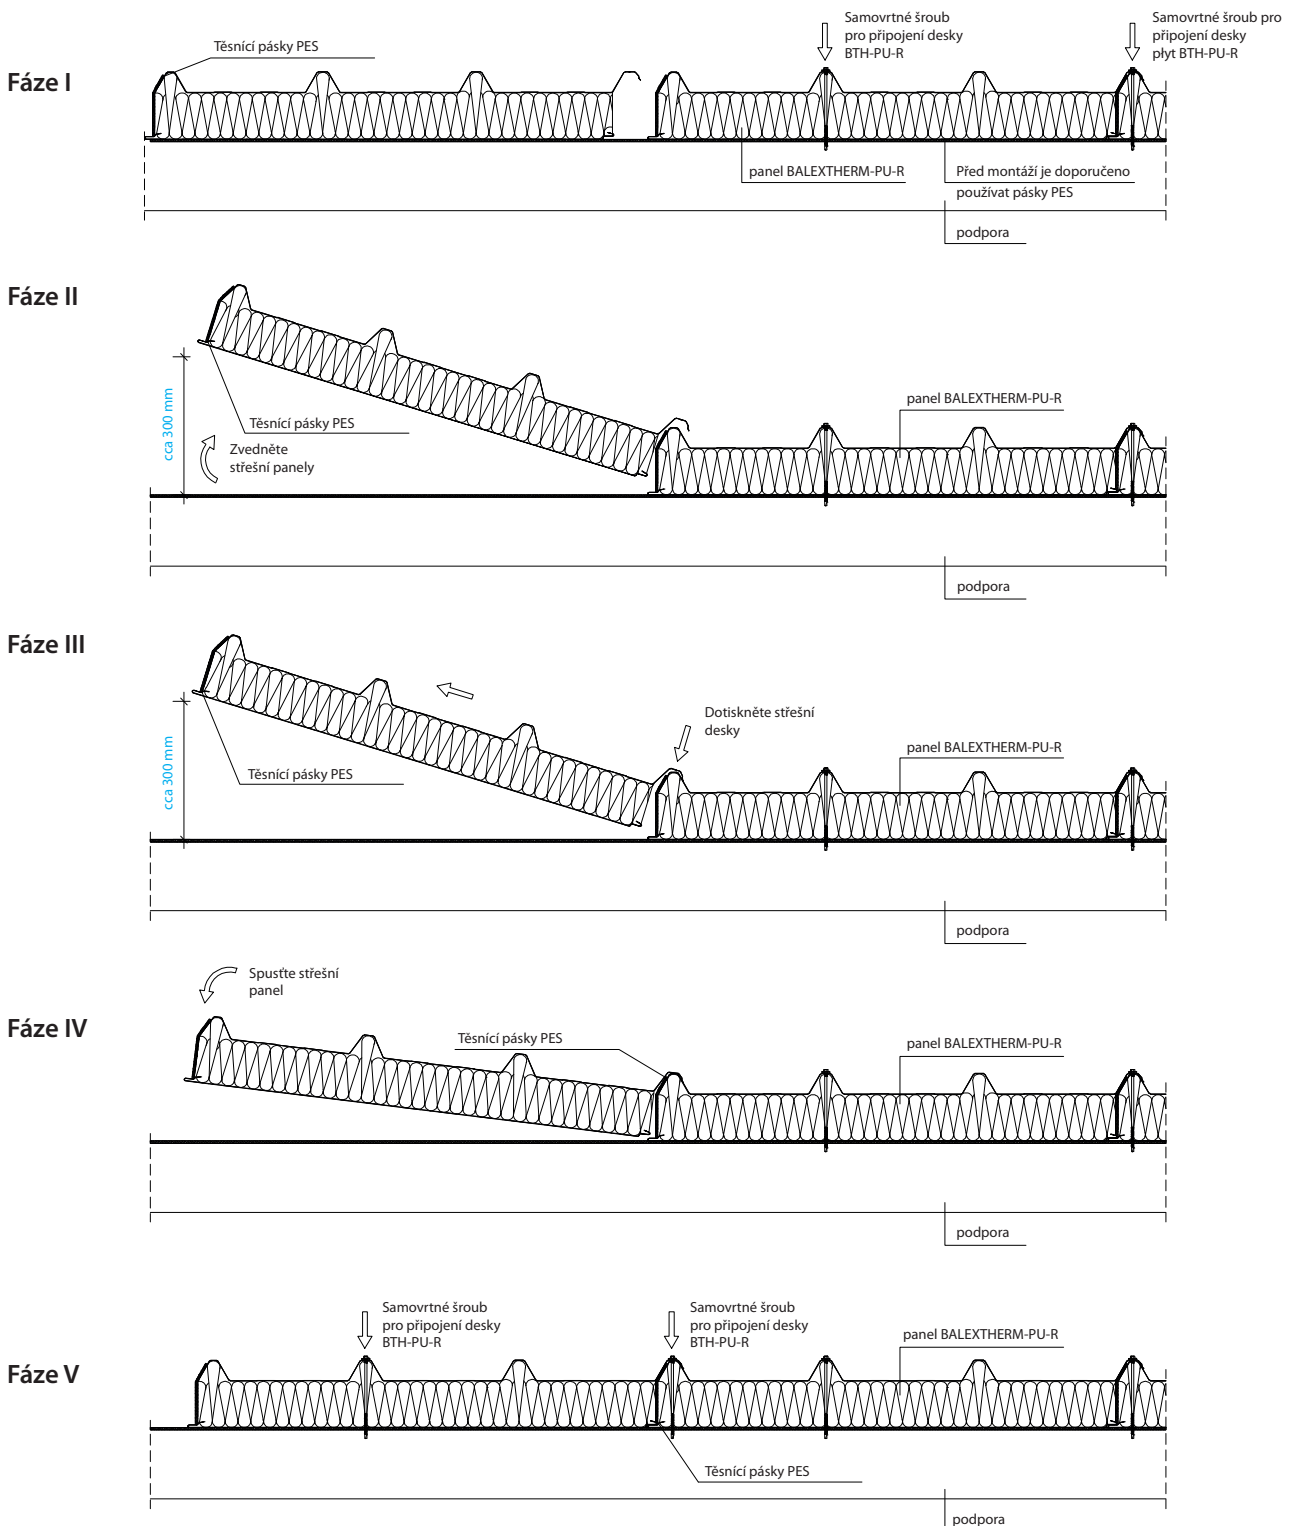 Fáze I
Těsnící pásky PES
Samovrtné šroub
pro připojení desky
BTH-PU-R
Samovrtné šroub pro
připojení desky
płyt BTH-PU-R
panel BALEXTHERM-PU-R
Před montáží je doporučeno
používat pásky PES
podpora
Fáze II
cca 300 mm
Těsnící pásky PES
Zvedněte
střešní panely
panel BALEXTHERM-PU-R
podpora
Fáze III
cca 300 mm
Těsnící pásky PES
Dotiskněte střešní
desky
panel BALEXTHERM-PU-R
podpora
Fáze IV
Spusťte střešní
panel
Těsnící pásky PES
panel BALEXTHERM-PU-R
podpora
Fáze V
Samovrtné šroub
pro připojení desky
BTH-PU-R
Samovrtné šroub
pro připojení desky
BTH-PU-R
panel BALEXTHERM-PU-R
Těsnící pásky PES
podpora